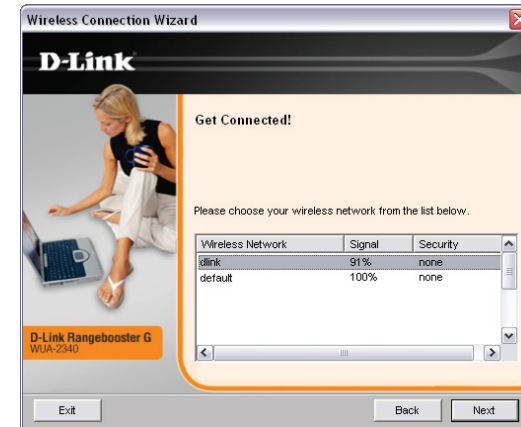 Wireless Connection Wizard
D-Link
Get Connected!
Please choose your wireless network from the list below.
Wireless Network Signal Security
dlink 91% none
default 100% none
D-Link Rangebooster G
WUA-2340
Exit Back Next